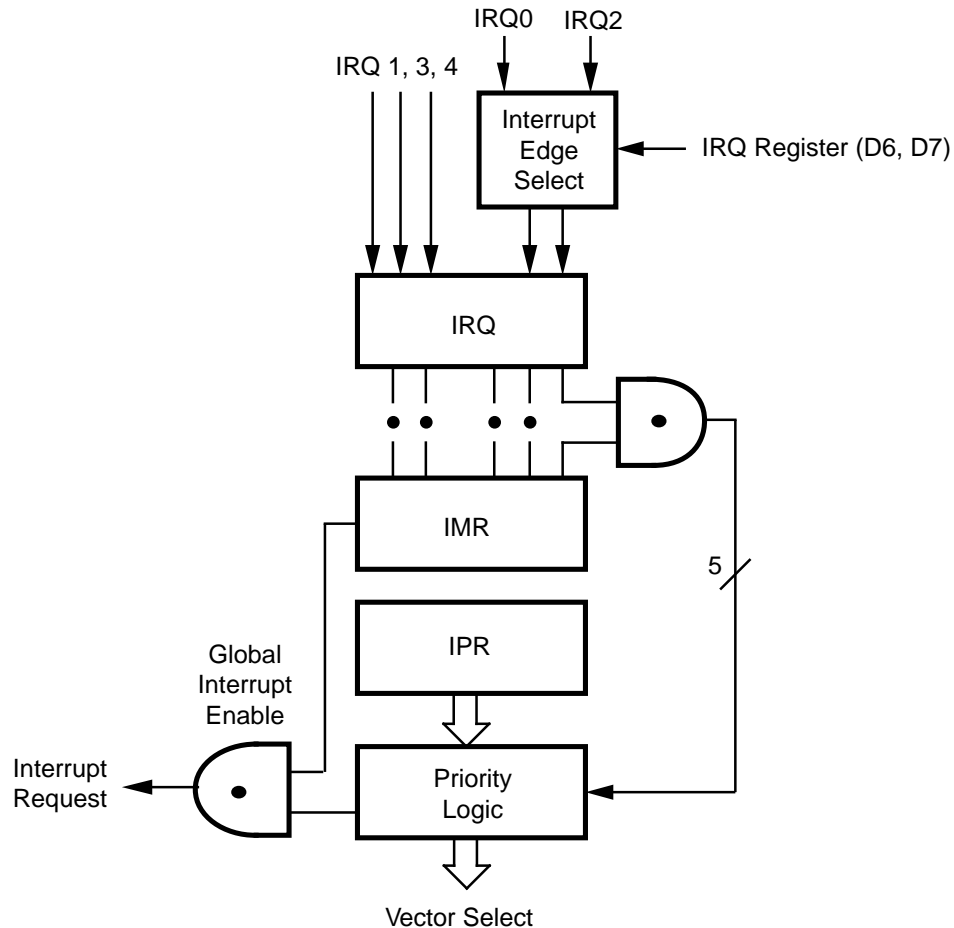 IRQ0
IRQ2
IRQ 1, 3, 4
Interrupt
Edge
Select
IRQ Register (D6, D7)
IRQ
IMR
5
IPR
Global
Interrupt
Enable
Interrupt
Request
Priority
Logic
Vector Select